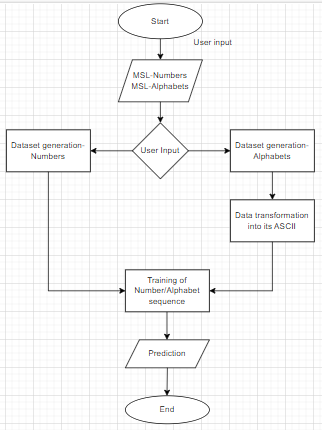 Start
User input
MSL-Numbers
MSL-Alphabets
User Input
Dataset generation-
Numbers
Dataset generation-
Alphabets
Data transformation
into its ASCII
Training of
Number/Alphabet
sequence
Prediction
End